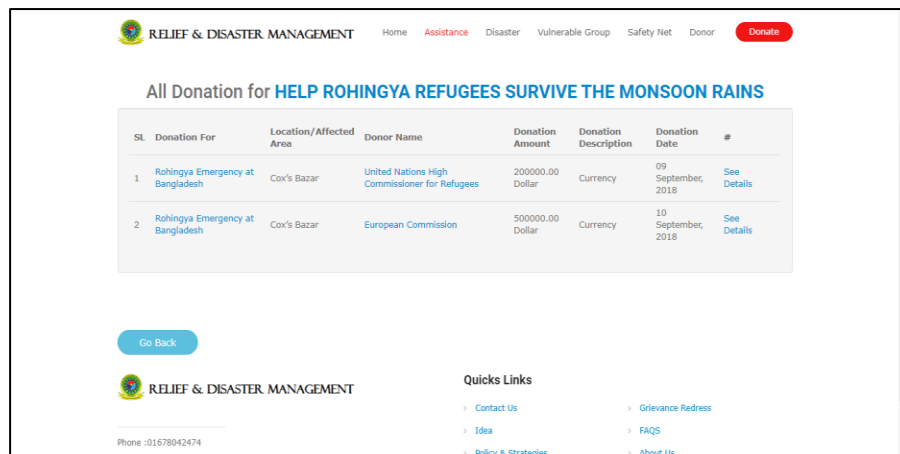 RELIEF & DISASTER MANAGEMENT
Home Assistance Disaster Vulnerable Group Safety Net Donor Donate
All Donation for HELP ROHINGYA REFUGEES SURVIVE THE MONSOON RAINS
SL Donation For Location/Affected Area Donor Name Donation Amount Donation Description Donation Date #
1 Rohingya Emergency at Bangladesh Cox's Bazar United Nations High Commissioner for Refugees 200000.00 Dollar Currency 09 September, 2018 See Details
2 Rohingya Emergency at Bangladesh Cox's Bazar European Commission 500000.00 Dollar Currency 10 September, 2018 See Details
Go Back
RELIEF & DISASTER MANAGEMENT
Phone :01678042474
Quicks Links
> Contact Us
> Grievance Redress
> Idea
> FAQS
> Policy & Strategies
> About Us